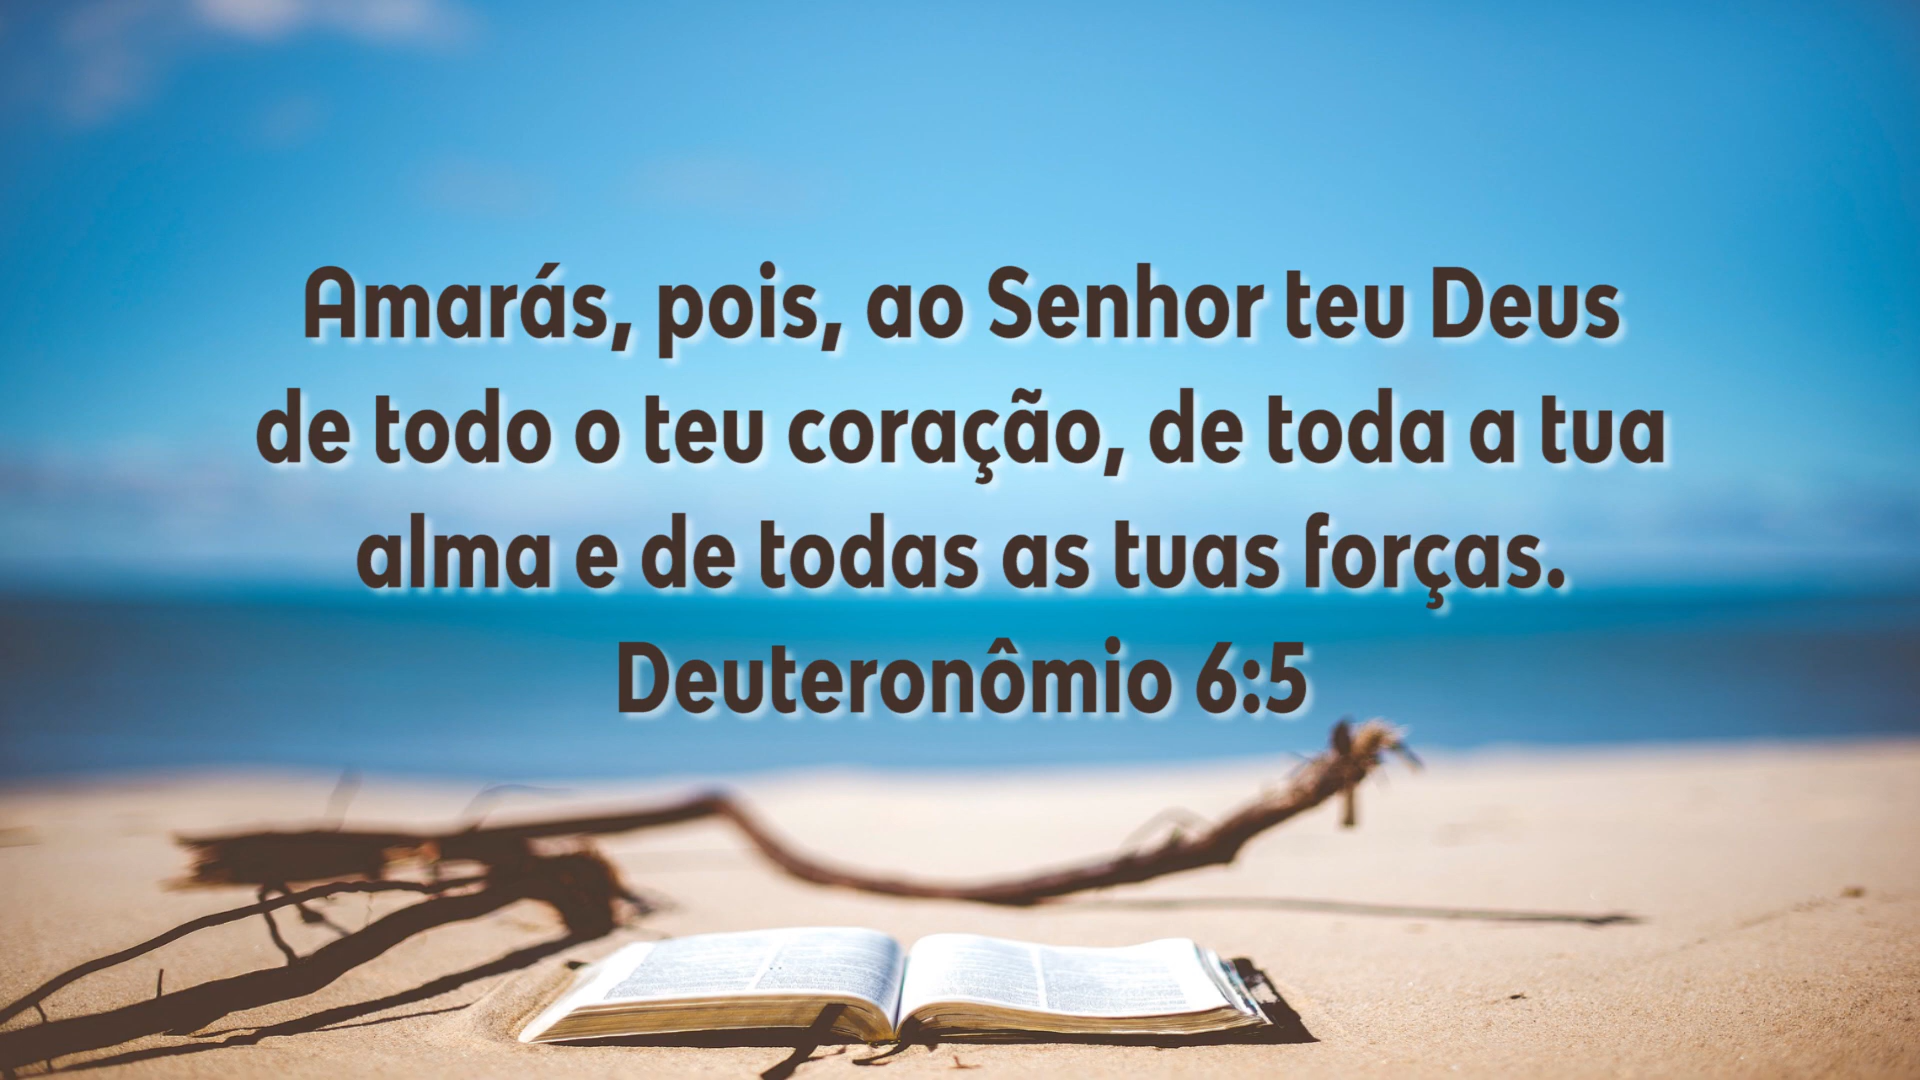 Amarás, pois, ao Senhor teu Deus
de todo o teu coração, de toda a tua
alma e de todas as tuas forças.
Deuteronômio 6:5